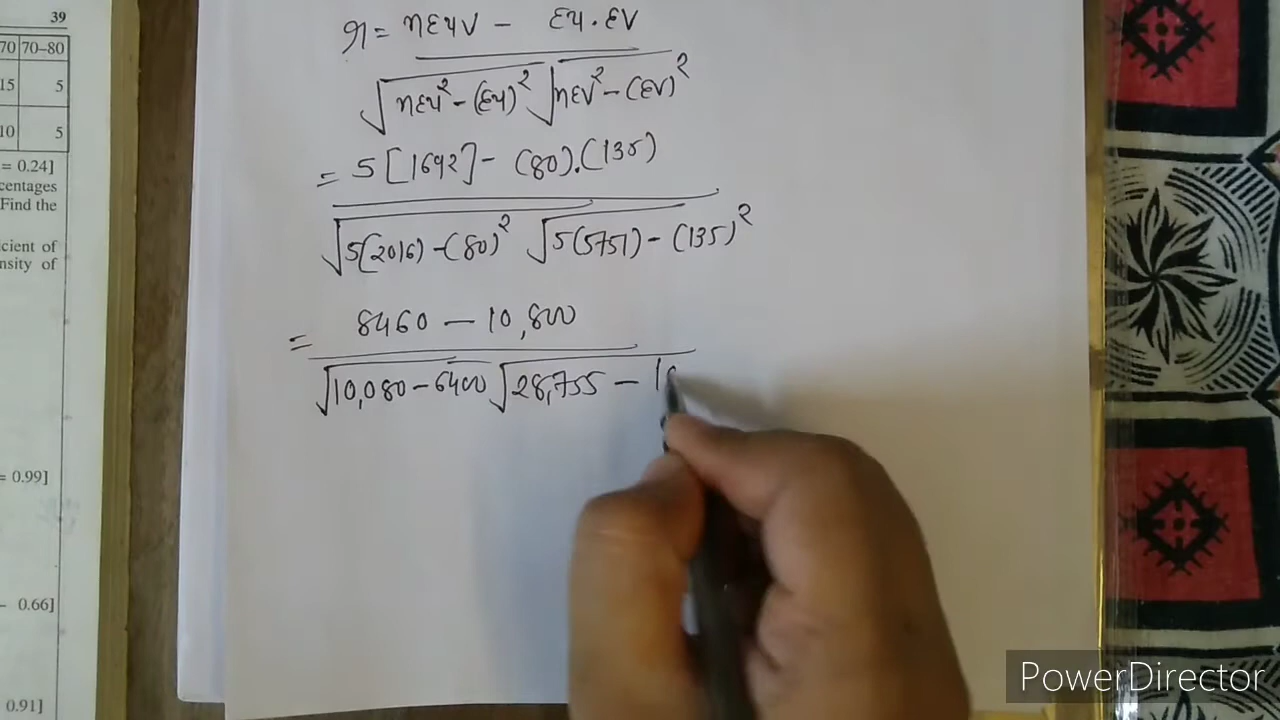 39
70 70–80
15 5
10 5
= 0.24]
centages
Find the
cient of
nsity of
= 0.99]
– 0.66]
0.91]
r = nΣuv – Σu . Σv
√nΣu² – (Σu)² √nΣv² – (Σv)²
= 5[1692] – (80).(135)
√5(2016) – (80)² √5(5751) – (135)²
= 8460 – 10,800
√10,080 – 6400 √28,755 – 1
PowerDirector